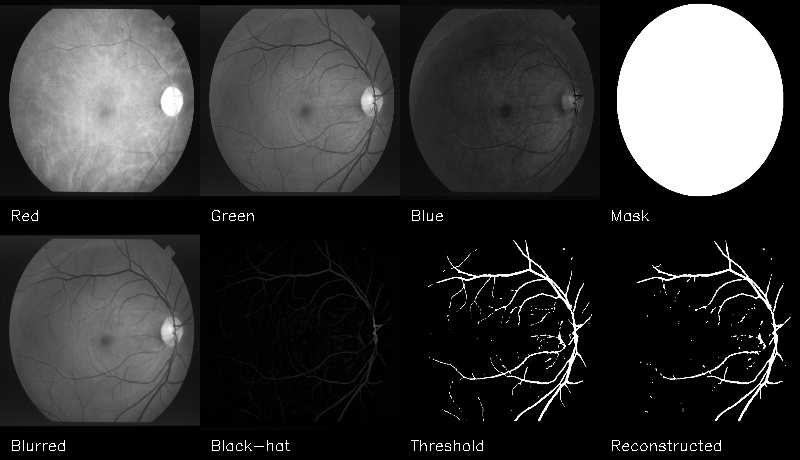 Red
Green
Blue
Mask
Blurred
Black-hat
Threshold
Reconstructed